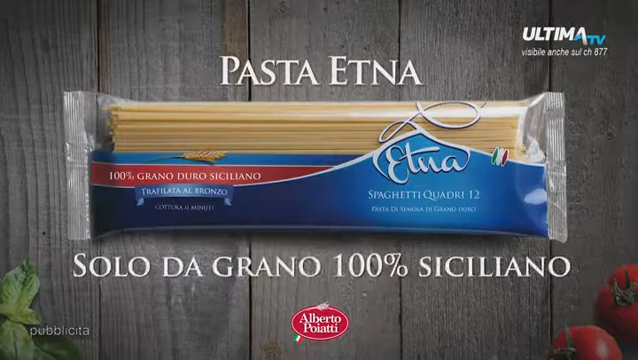 ULTIMA TV
visibile anche sul ch 877
PASTA ETNA
Etna
100% GRANO DURO SICILIANO
TRAFILATA AL BRONZO
COTTURA 11 MINUTI
SPAGHETTI QUADRI 12
PASTA DI SEMOLA DI GRANO DURO
SOLO DA GRANO 100% SICILIANO
Alberto
Poiatti
pubblicita